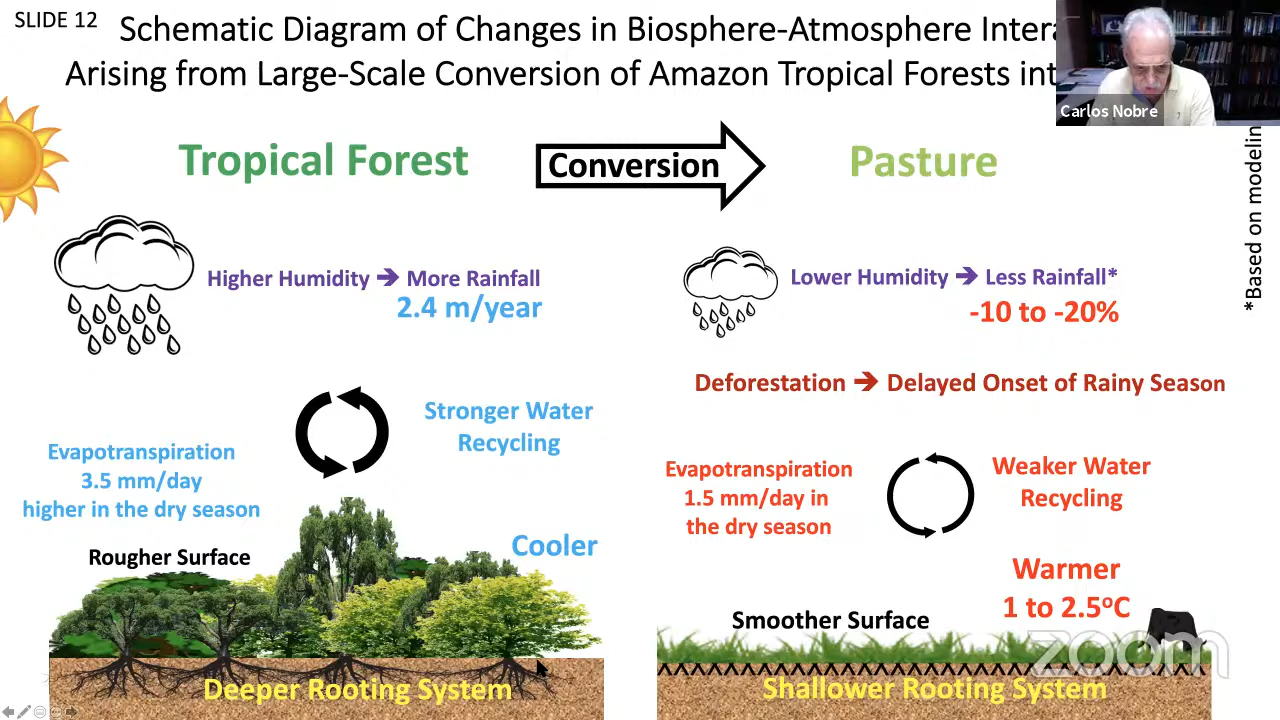 SLIDE 12
Schematic Diagram of Changes in Biosphere-Atmosphere
Arising from Large-Scale Conversion of Amazon Tropical Forests
Carlos Nobre
Tropical Forest
Conversion
Pasture
*Based on
Higher Humidity ➔ More Rainfall
2.4 m/year
Lower Humidity ➔ Less Rainfall*
-10 to -20%
Deforestation ➔ Delayed Onset of Rainy Season
Stronger Water
Recycling
Evapotranspiration
3.5 mm/day
higher in the dry season
Weaker Water
Recycling
Evapotranspiration
1.5 mm/day in
the dry season
Rougher Surface
Cooler
Warmer
1 to 2.5ºC
Smoother Surface
zoom
Deeper Rooting System
Shallower Rooting System